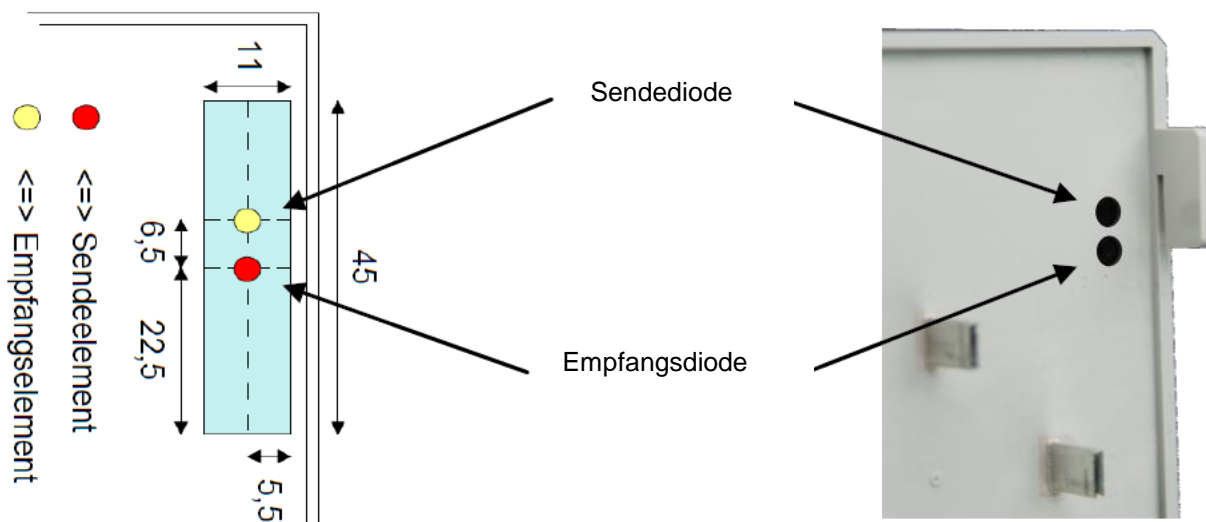 11
Sendediode
45
6,5
22,5
Empfangsdiode
5,5
<=> Sendeelement
<=> Empfangselement